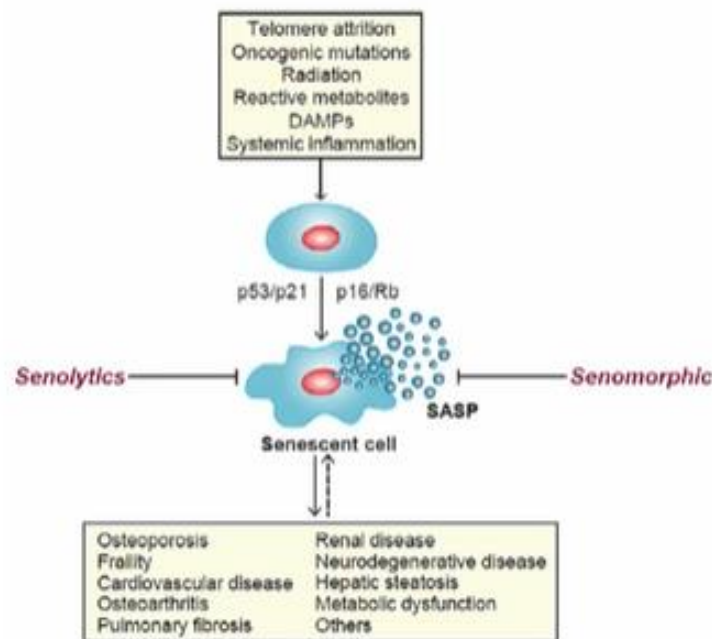 Telomere attrition
Oncogenic mutations
Radiation
Reactive metabolites
DAMPs
Systemic inflammation
p53/p21 p16/Rb
Senolytics
Senomorphic
SASP
Senescent cell
Osteoporosis Renal disease
Fraility Neurodegenerative disease
Cardiovascular disease Hepatic steatosis
Osteoarthritis Metabolic dysfunction
Pulmonary fibrosis Others